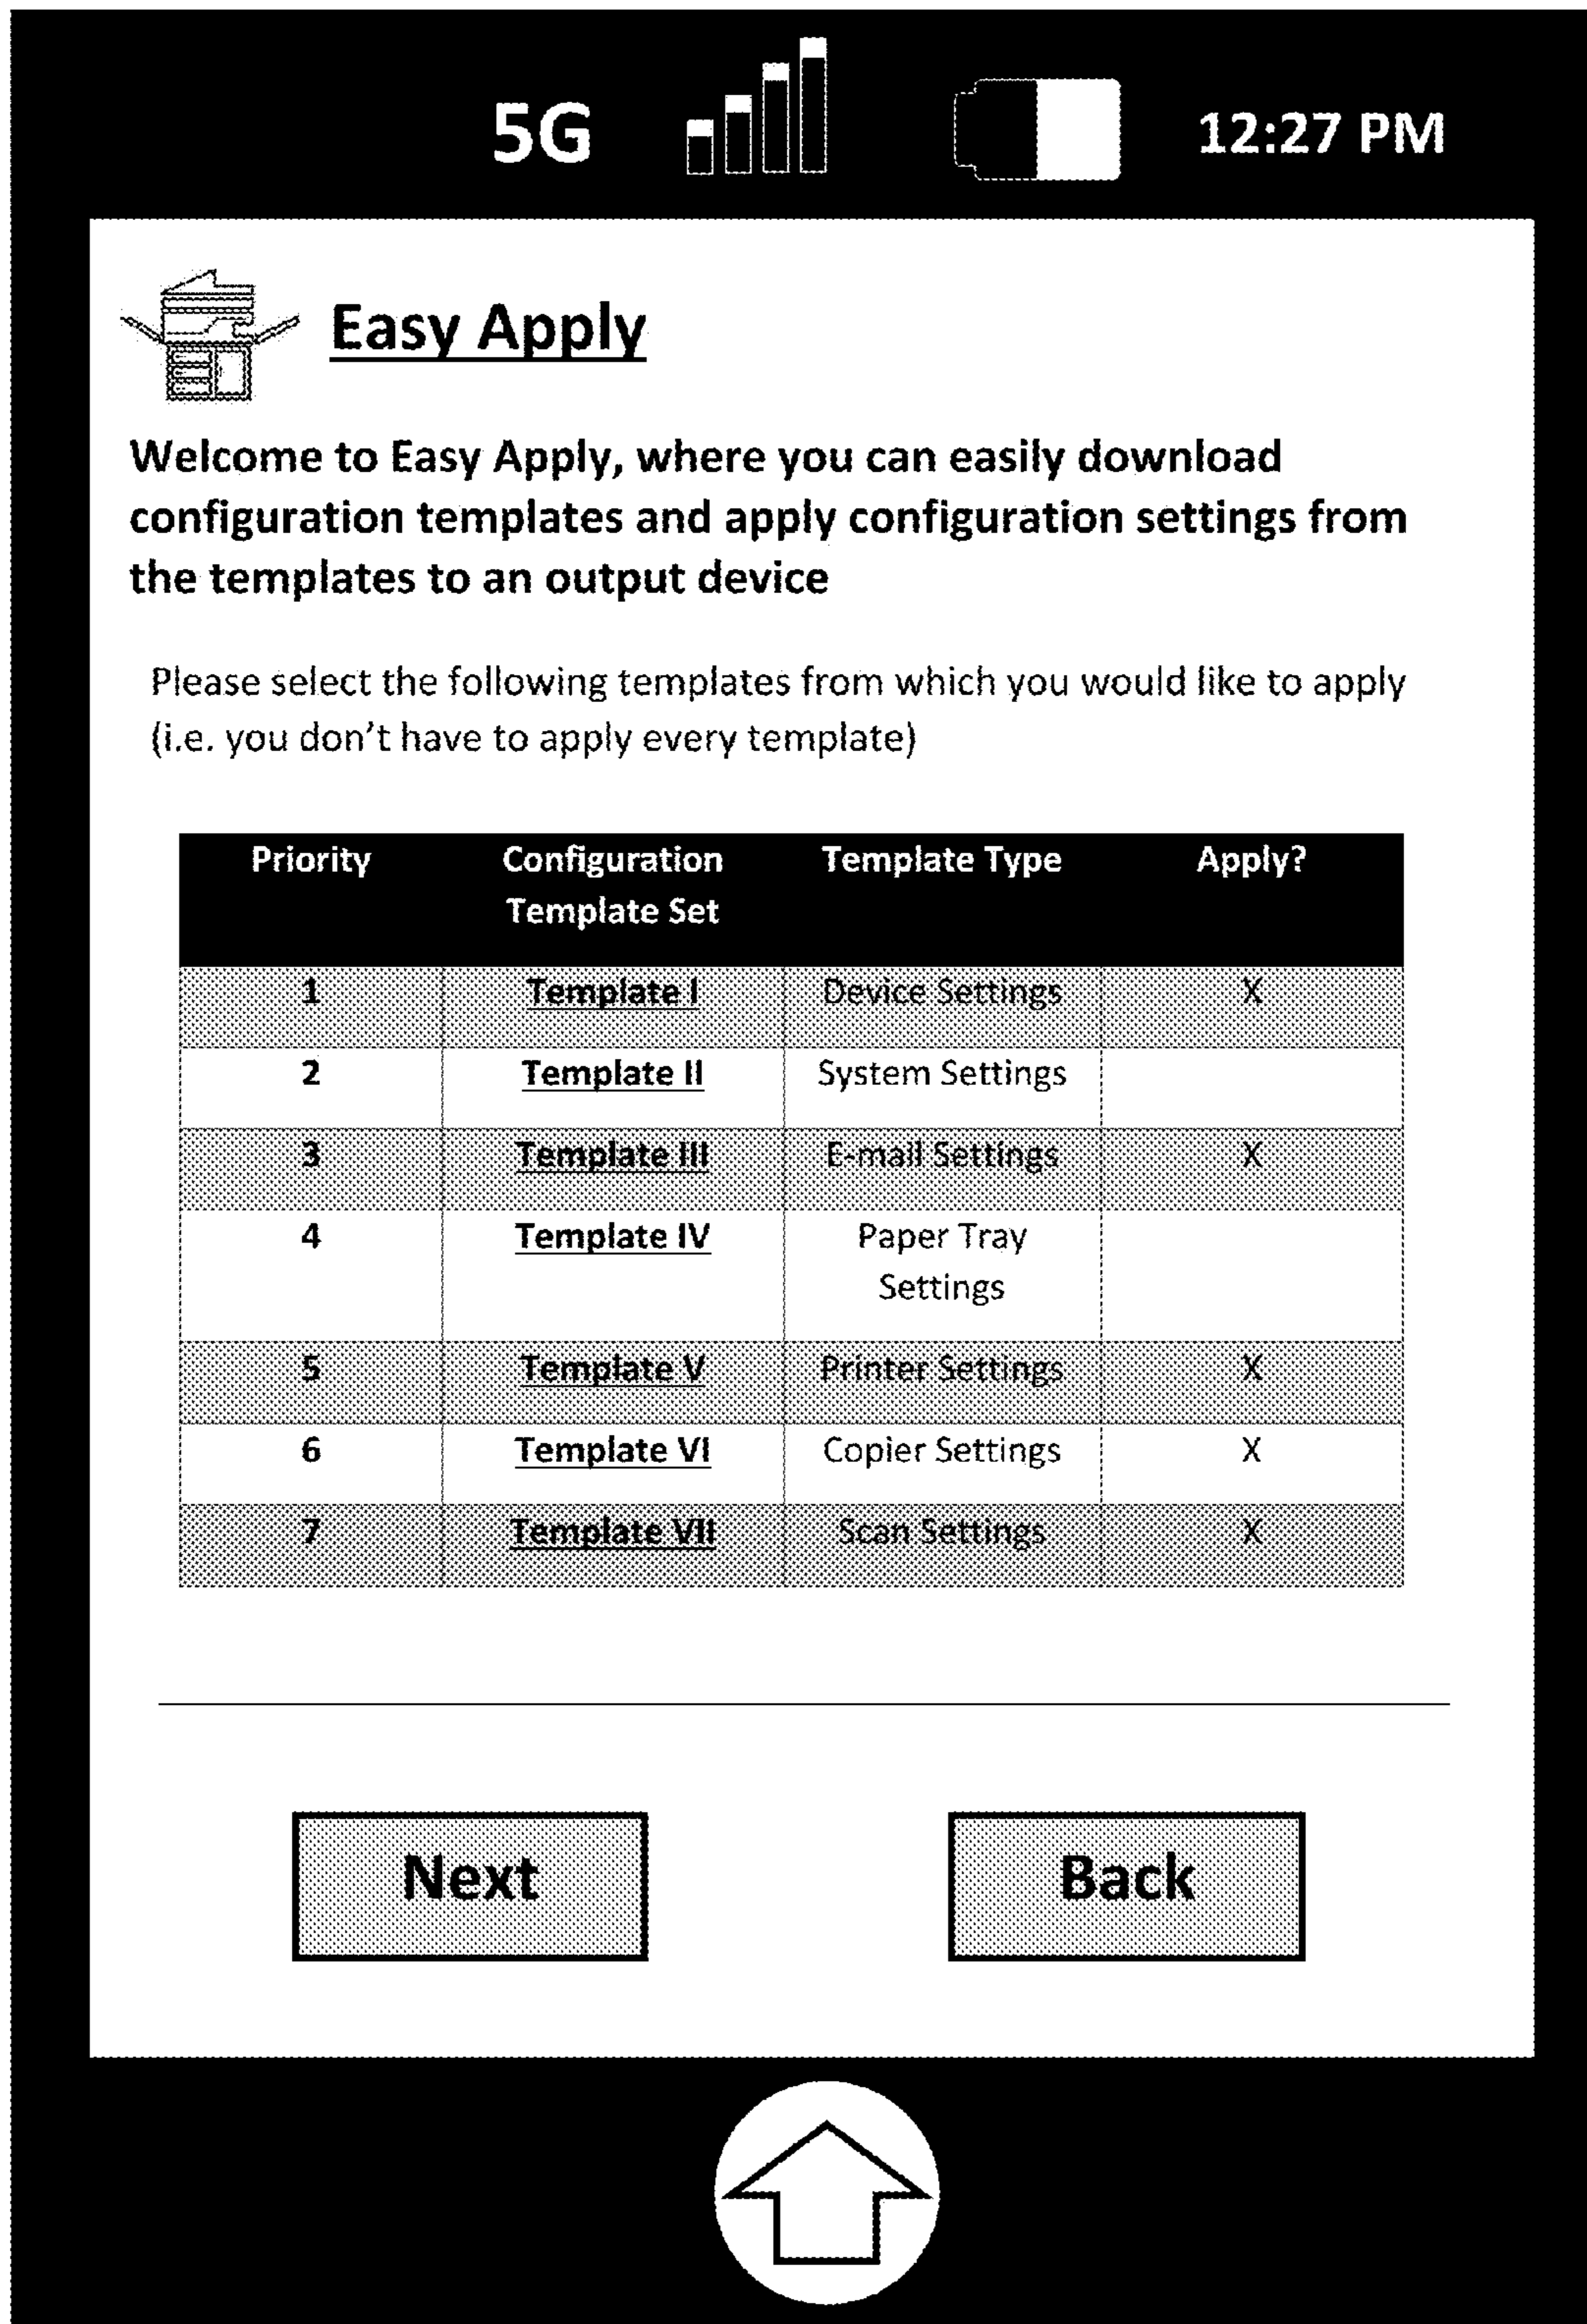 5G 12:27 PM
Easy Apply
Welcome to Easy Apply, where you can easily download
configuration templates and apply configuration settings from
the templates to an output device
Please select the following templates from which you would like to apply
(i.e. you don't have to apply every template)
Priority Configuration Template Type Apply?
Template Set
1 Template I Device Settings X
2 Template II System Settings
3 Template III E-mail Settings X
4 Template IV Paper Tray
Settings
5 Template V Printer Settings X
6 Template VI Copier Settings X
7 Template VII Scan Settings X
Next Back